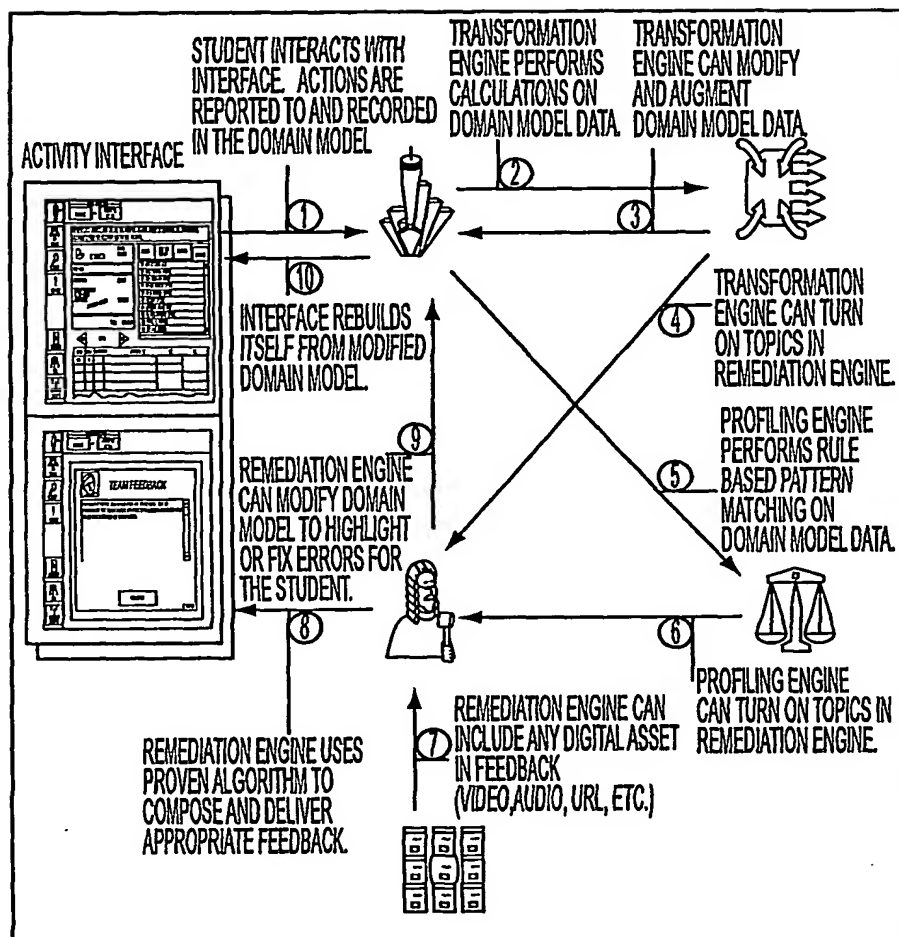 STUDENT INTERACTS WITH
INTERFACE. ACTIONS ARE
REPORTED TO AND RECORDED
IN THE DOMAIN MODEL
TRANSFORMATION
ENGINE PERFORMS
CALCULATIONS ON
DOMAIN MODEL DATA.
TRANSFORMATION
ENGINE CAN MODIFY
AND AUGMENT
DOMAIN MODEL DATA.
ACTIVITY INTERFACE
1
2
3
10
INTERFACE REBUILDS
ITSELF FROM MODIFIED
DOMAIN MODEL.
4
TRANSFORMATION
ENGINE CAN TURN
ON TOPICS IN
REMEDIATION ENGINE.
9
REMEDIATION ENGINE
CAN MODIFY DOMAIN
MODEL TO HIGHLIGHT
OR FIX ERRORS FOR
THE STUDENT.
5
PROFILING ENGINE
PERFORMS RULE
BASED PATTERN
MATCHING ON
DOMAIN MODEL DATA.
TEAM FEEDBACK
8
6
REMEDIATION ENGINE USES
PROVEN ALGORITHM TO
COMPOSE AND DELIVER
APPROPRIATE FEEDBACK.
7
REMEDIATION ENGINE CAN
INCLUDE ANY DIGITAL ASSET
IN FEEDBACK
(VIDEO,AUDIO, URL, ETC.)
PROFILING ENGINE
CAN TURN ON TOPICS IN
REMEDIATION ENGINE.